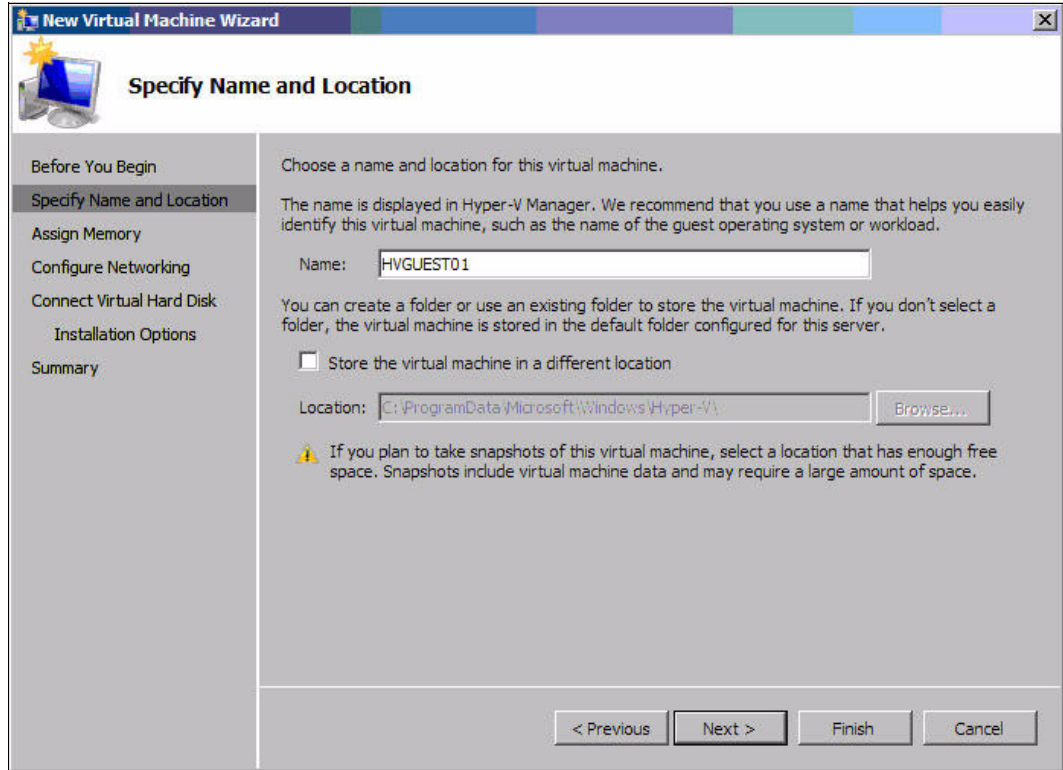 New Virtual Machine Wizard
Specify Name and Location
Before You Begin
Specify Name and Location
Assign Memory
Configure Networking
Connect Virtual Hard Disk
Installation Options
Summary
Choose a name and location for this virtual machine.
The name is displayed in Hyper-V Manager. We recommend that you use a name that helps you easily
identify this virtual machine, such as the name of the guest operating system or workload.
Name: HVGUEST01
You can create a folder or use an existing folder to store the virtual machine. If you don't select a
folder, the virtual machine is stored in the default folder configured for this server.
Store the virtual machine in a different location
Location: C:\ProgramData\Microsoft\Windows\Hyper-V\ Browse...
If you plan to take snapshots of this virtual machine, select a location that has enough free
space. Snapshots include virtual machine data and may require a large amount of space.
< Previous Next > Finish Cancel